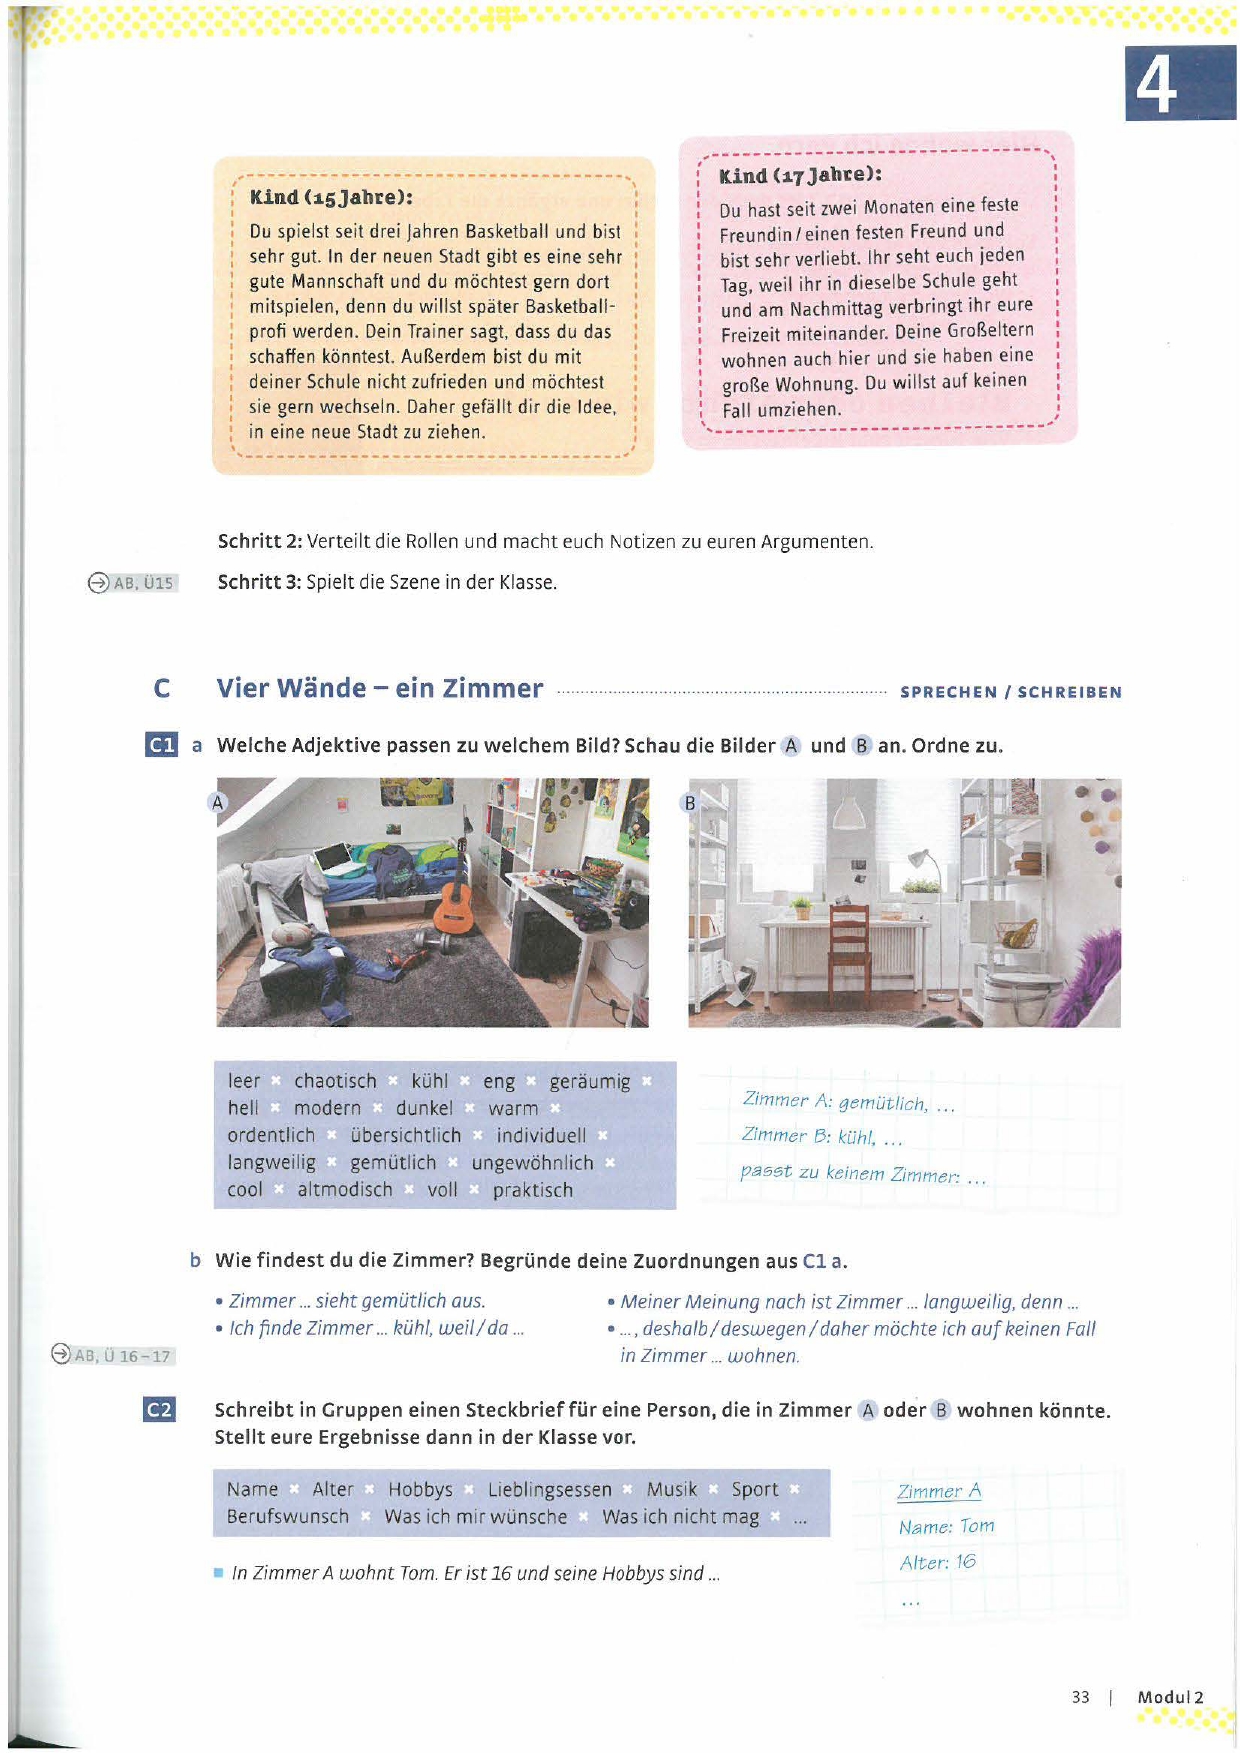 4
Kind (15 Jahre):
Du spielst seit drei Jahren Basketball und bist
sehr gut. In der neuen Stadt gibt es eine sehr
gute Mannschaft und du möchtest gern dort
mitspielen, denn du willst später Basketball-
profi werden. Dein Trainer sagt, dass du das
schaffen könntest. Außerdem bist du mit
deiner Schule nicht zufrieden und möchtest
sie gern wechseln. Daher gefällt dir die Idee,
in eine neue Stadt zu ziehen.
Kind (17 Jahre):
Du hast seit zwei Monaten eine feste
Freundin / einen festen Freund und
bist sehr verliebt. Ihr seht euch jeden
Tag, weil ihr in dieselbe Schule geht
und am Nachmittag verbringt ihr eure
Freizeit miteinander. Deine Großeltern
wohnen auch hier und sie haben eine
große Wohnung. Du willst auf keinen
Fall umziehen.
Schritt 2: Verteilt die Rollen und macht euch Notizen zu euren Argumenten.
AB, Ü15 Schritt 3: Spielt die Szene in der Klasse.
C Vier Wände – ein Zimmer SPRECHEN / SCHREIBEN
C1 a Welche Adjektive passen zu welchem Bild? Schau die Bilder A und B an. Ordne zu.
A
B
leer × chaotisch × kühl × eng × geräumig ×
hell × modern × dunkel × warm ×
ordentlich × übersichtlich × individuell ×
langweilig × gemütlich × ungewöhnlich ×
cool × altmodisch × voll × praktisch
Zimmer A: gemütlich, ...
Zimmer B: kühl, ...
passt zu keinem Zimmer: ...
b Wie findest du die Zimmer? Begründe deine Zuordnungen aus C1 a.
• Zimmer ... sieht gemütlich aus.
• Ich finde Zimmer ... kühl, weil / da ...
• Meiner Meinung nach ist Zimmer ... langweilig, denn ...
• ... , deshalb / deswegen / daher möchte ich auf keinen Fall
in Zimmer ... wohnen.
AB, Ü 16–17
C2 Schreibt in Gruppen einen Steckbrief für eine Person, die in Zimmer A oder B wohnen könnte.
Stellt eure Ergebnisse dann in der Klasse vor.
Name × Alter × Hobbys × Lieblingsessen × Musik × Sport ×
Berufswunsch × Was ich mir wünsche × Was ich nicht mag × ...
In Zimmer A wohnt Tom. Er ist 16 und seine Hobbys sind ...
Zimmer A
Name: Tom
Alter: 16
...
33 | Modul 2